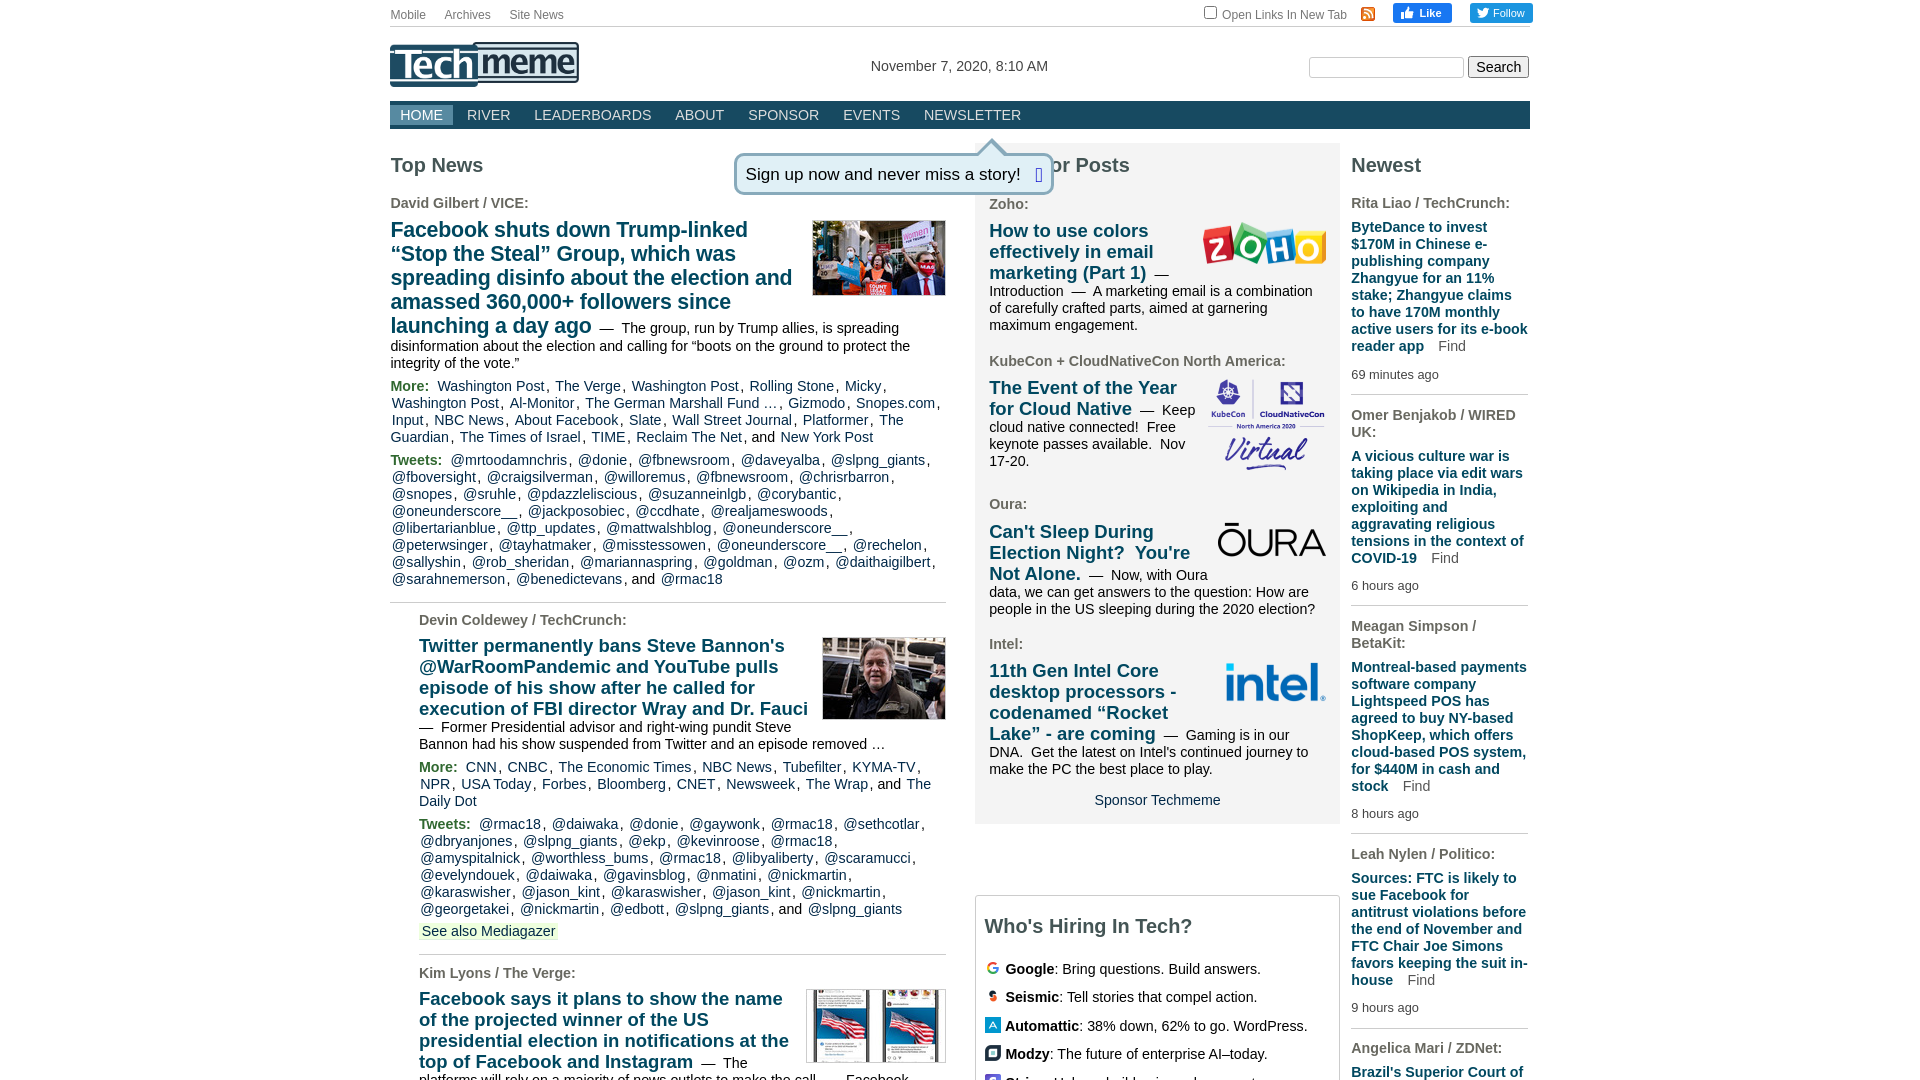 Mobile Archives Site News Open Links In New Tab Like Follow
Techmeme November 7, 2020, 8:10 AM Search
HOME RIVER LEADERBOARDS ABOUT SPONSOR EVENTS NEWSLETTER
Sign up now and never miss a story!
Top News
David Gilbert / VICE:
Facebook shuts down Trump-linked
“Stop the Steal” Group, which was
spreading disinfo about the election and
amassed 360,000+ followers since
launching a day ago — The group, run by Trump allies, is spreading
disinformation about the election and calling for “boots on the ground to protect the
integrity of the vote.”
More: Washington Post, The Verge, Washington Post, Rolling Stone, Micky,
Washington Post, Al-Monitor, The German Marshall Fund …, Gizmodo, Snopes.com,
Input, NBC News, About Facebook, Slate, Wall Street Journal, Platformer, The
Guardian, The Times of Israel, TIME, Reclaim The Net, and New York Post
Tweets: @mrtoodamnchris, @donie, @fbnewsroom, @daveyalba, @slpng_giants,
@fboversight, @craigsilverman, @willoremus, @fbnewsroom, @chrisrbarron,
@snopes, @sruhle, @pdazzleliscious, @suzanneinlgb, @corybantic,
@oneunderscore__, @jackposobiec, @ccdhate, @realjameswoods,
@libertarianblue, @ttp_updates, @mattwalshblog, @oneunderscore__,
@peterwsinger, @tayhatmaker, @misstessowen, @oneunderscore__, @rechelon,
@sallyshin, @rob_sheridan, @mariannaspring, @goldman, @ozm, @daithaigilbert,
@sarahnemerson, @benedictevans, and @rmac18
Devin Coldewey / TechCrunch:
Twitter permanently bans Steve Bannon's
@WarRoomPandemic and YouTube pulls
episode of his show after he called for
execution of FBI director Wray and Dr. Fauci
— Former Presidential advisor and right-wing pundit Steve
Bannon had his show suspended from Twitter and an episode removed …
More: CNN, CNBC, The Economic Times, NBC News, Tubefilter, KYMA-TV,
NPR, USA Today, Forbes, Bloomberg, CNET, Newsweek, The Wrap, and The
Daily Dot
Tweets: @rmac18, @daiwaka, @donie, @gaywonk, @rmac18, @sethcotlar,
@dbryanjones, @slpng_giants, @ekp, @kevinroose, @rmac18,
@amyspitalnick, @worthless_bums, @rmac18, @libyaliberty, @scaramucci,
@evelyndouek, @daiwaka, @gavinsblog, @nmatini, @nickmartin,
@karaswisher, @jason_kint, @karaswisher, @jason_kint, @nickmartin,
@georgetakei, @nickmartin, @edbott, @slpng_giants, and @slpng_giants
See also Mediagazer
Kim Lyons / The Verge:
Facebook says it plans to show the name
of the projected winner of the US
presidential election in notifications at the
top of Facebook and Instagram — The
platforms will rely on a majority of news outlets to make the call — Facebook
or Posts
Zoho:
ZOHO
How to use colors
effectively in email
marketing (Part 1) —
Introduction — A marketing email is a combination
of carefully crafted parts, aimed at garnering
maximum engagement.
KubeCon + CloudNativeCon North America:
KubeCon CloudNativeCon
North America 2020
Virtual
The Event of the Year
for Cloud Native — Keep
cloud native connected! Free
keynote passes available. Nov
17-20.
Oura:
ŌURA
Can't Sleep During
Election Night? You're
Not Alone. — Now, with Oura
data, we can get answers to the question: How are
people in the US sleeping during the 2020 election?
Intel:
intel
11th Gen Intel Core
desktop processors -
codenamed “Rocket
Lake” - are coming — Gaming is in our
DNA. Get the latest on Intel's continued journey to
make the PC the best place to play.
Sponsor Techmeme
Who's Hiring In Tech?
Google: Bring questions. Build answers.
Seismic: Tell stories that compel action.
Automattic: 38% down, 62% to go. WordPress.
Modzy: The future of enterprise AI–today.
Newest
Rita Liao / TechCrunch:
ByteDance to invest
$170M in Chinese e-
publishing company
Zhangyue for an 11%
stake; Zhangyue claims
to have 170M monthly
active users for its e-book
reader app Find
69 minutes ago
Omer Benjakob / WIRED
UK:
A vicious culture war is
taking place via edit wars
on Wikipedia in India,
exploiting and
aggravating religious
tensions in the context of
COVID-19 Find
6 hours ago
Meagan Simpson /
BetaKit:
Montreal-based payments
software company
Lightspeed POS has
agreed to buy NY-based
ShopKeep, which offers
cloud-based POS system,
for $440M in cash and
stock Find
8 hours ago
Leah Nylen / Politico:
Sources: FTC is likely to
sue Facebook for
antitrust violations before
the end of November and
FTC Chair Joe Simons
favors keeping the suit in-
house Find
9 hours ago
Angelica Mari / ZDNet:
Brazil's Superior Court of